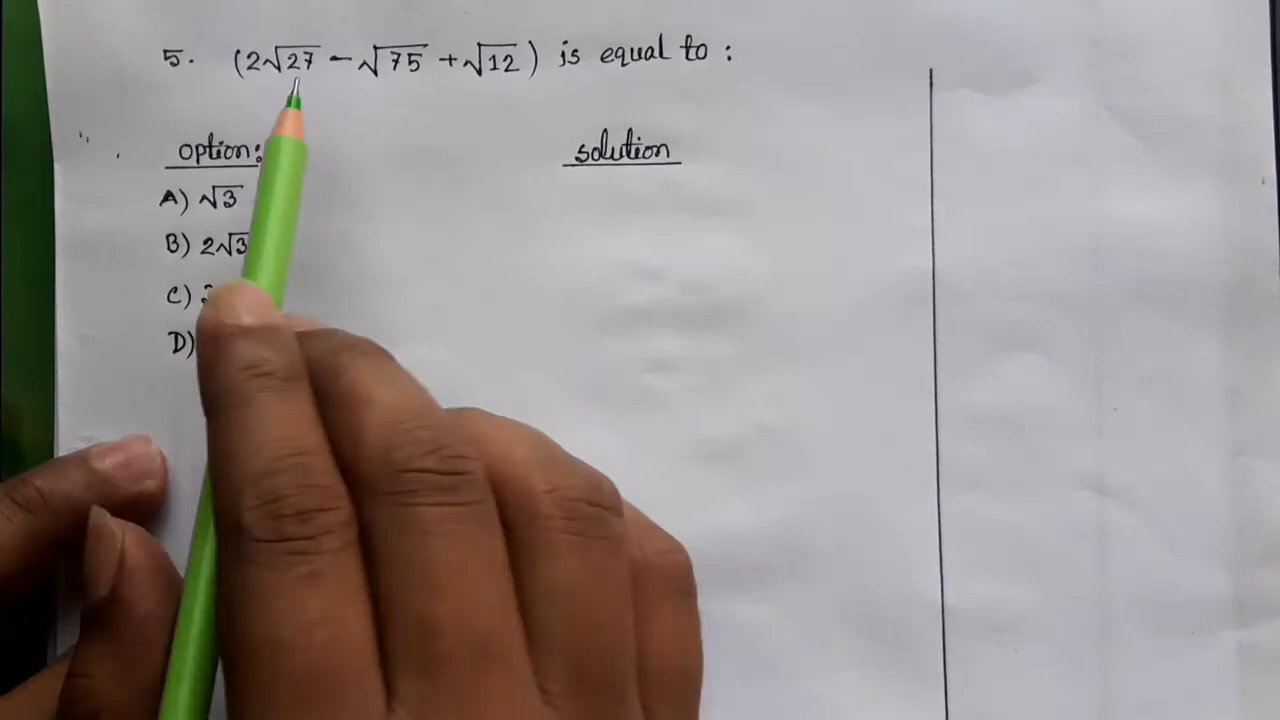 5. (2√27 - √75 + √12) is equal to :
option:
solution
A) √3
B) 2√3
C)
D)